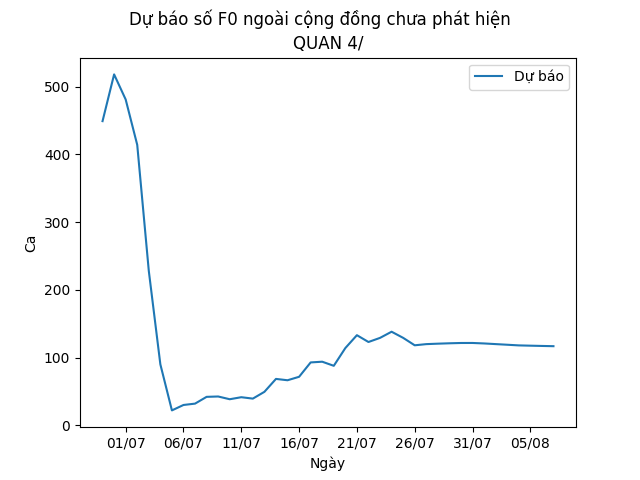 Dự báo số F0 ngoài cộng đồng chưa phát hiện
QUAN 4/
Dự báo
500
400
300
200
100
0
Ca
01/07 06/07 11/07 16/07 21/07 26/07 31/07 05/08
Ngày